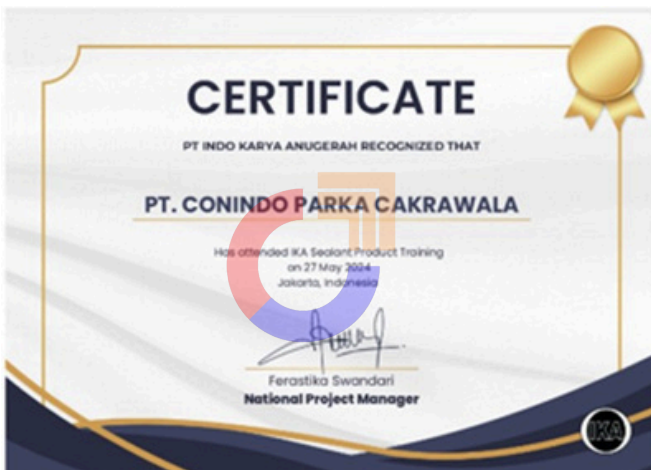 CERTIFICATE
PT INDO KARYA ANUGERAH RECOGNIZED THAT
PT. CONINDO PARKA CAKRAWALA
Has attended IKA Sealant Product Training
on 27 May 2024
Jakarta, Indonesia
Ferastika Swandari
National Project Manager
IKA